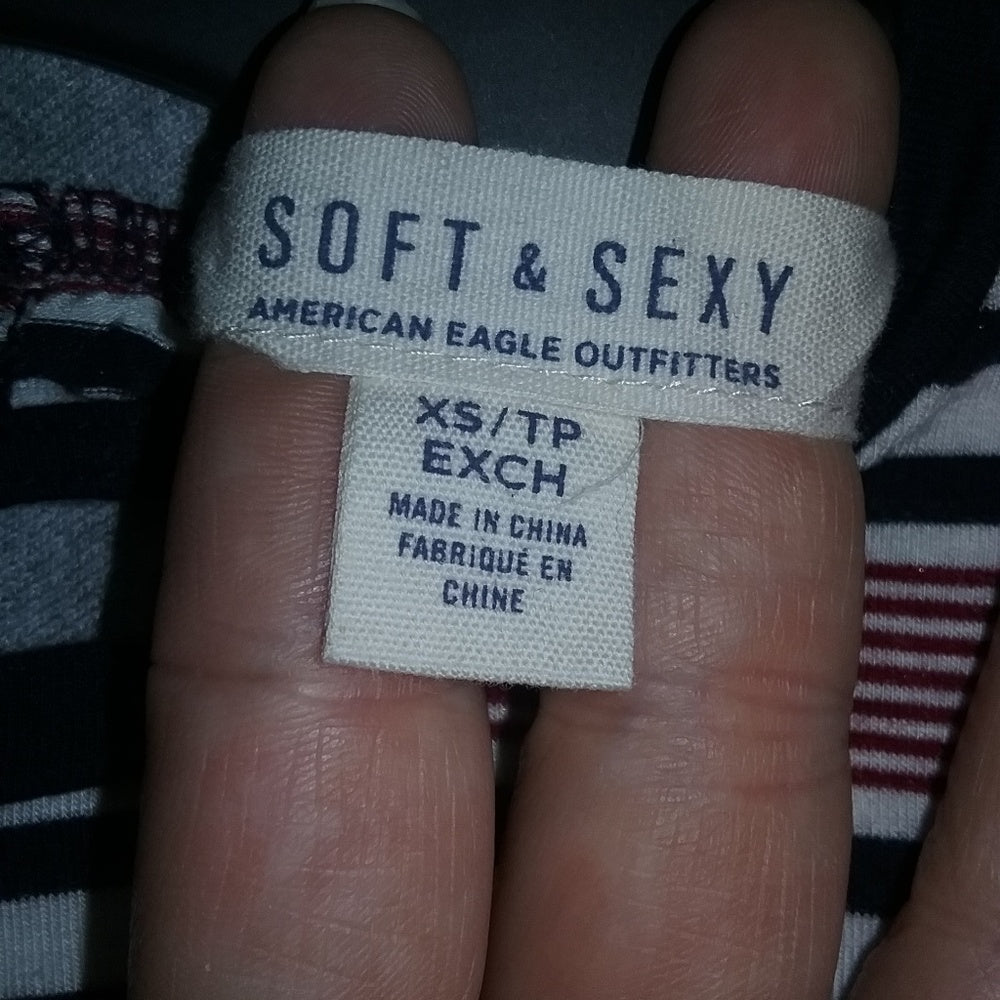 SOFT & SEXY
AMERICAN EAGLE OUTFITTERS
XS/TP
EXCH
MADE IN CHINA
FABRIQUÉ EN
CHINE